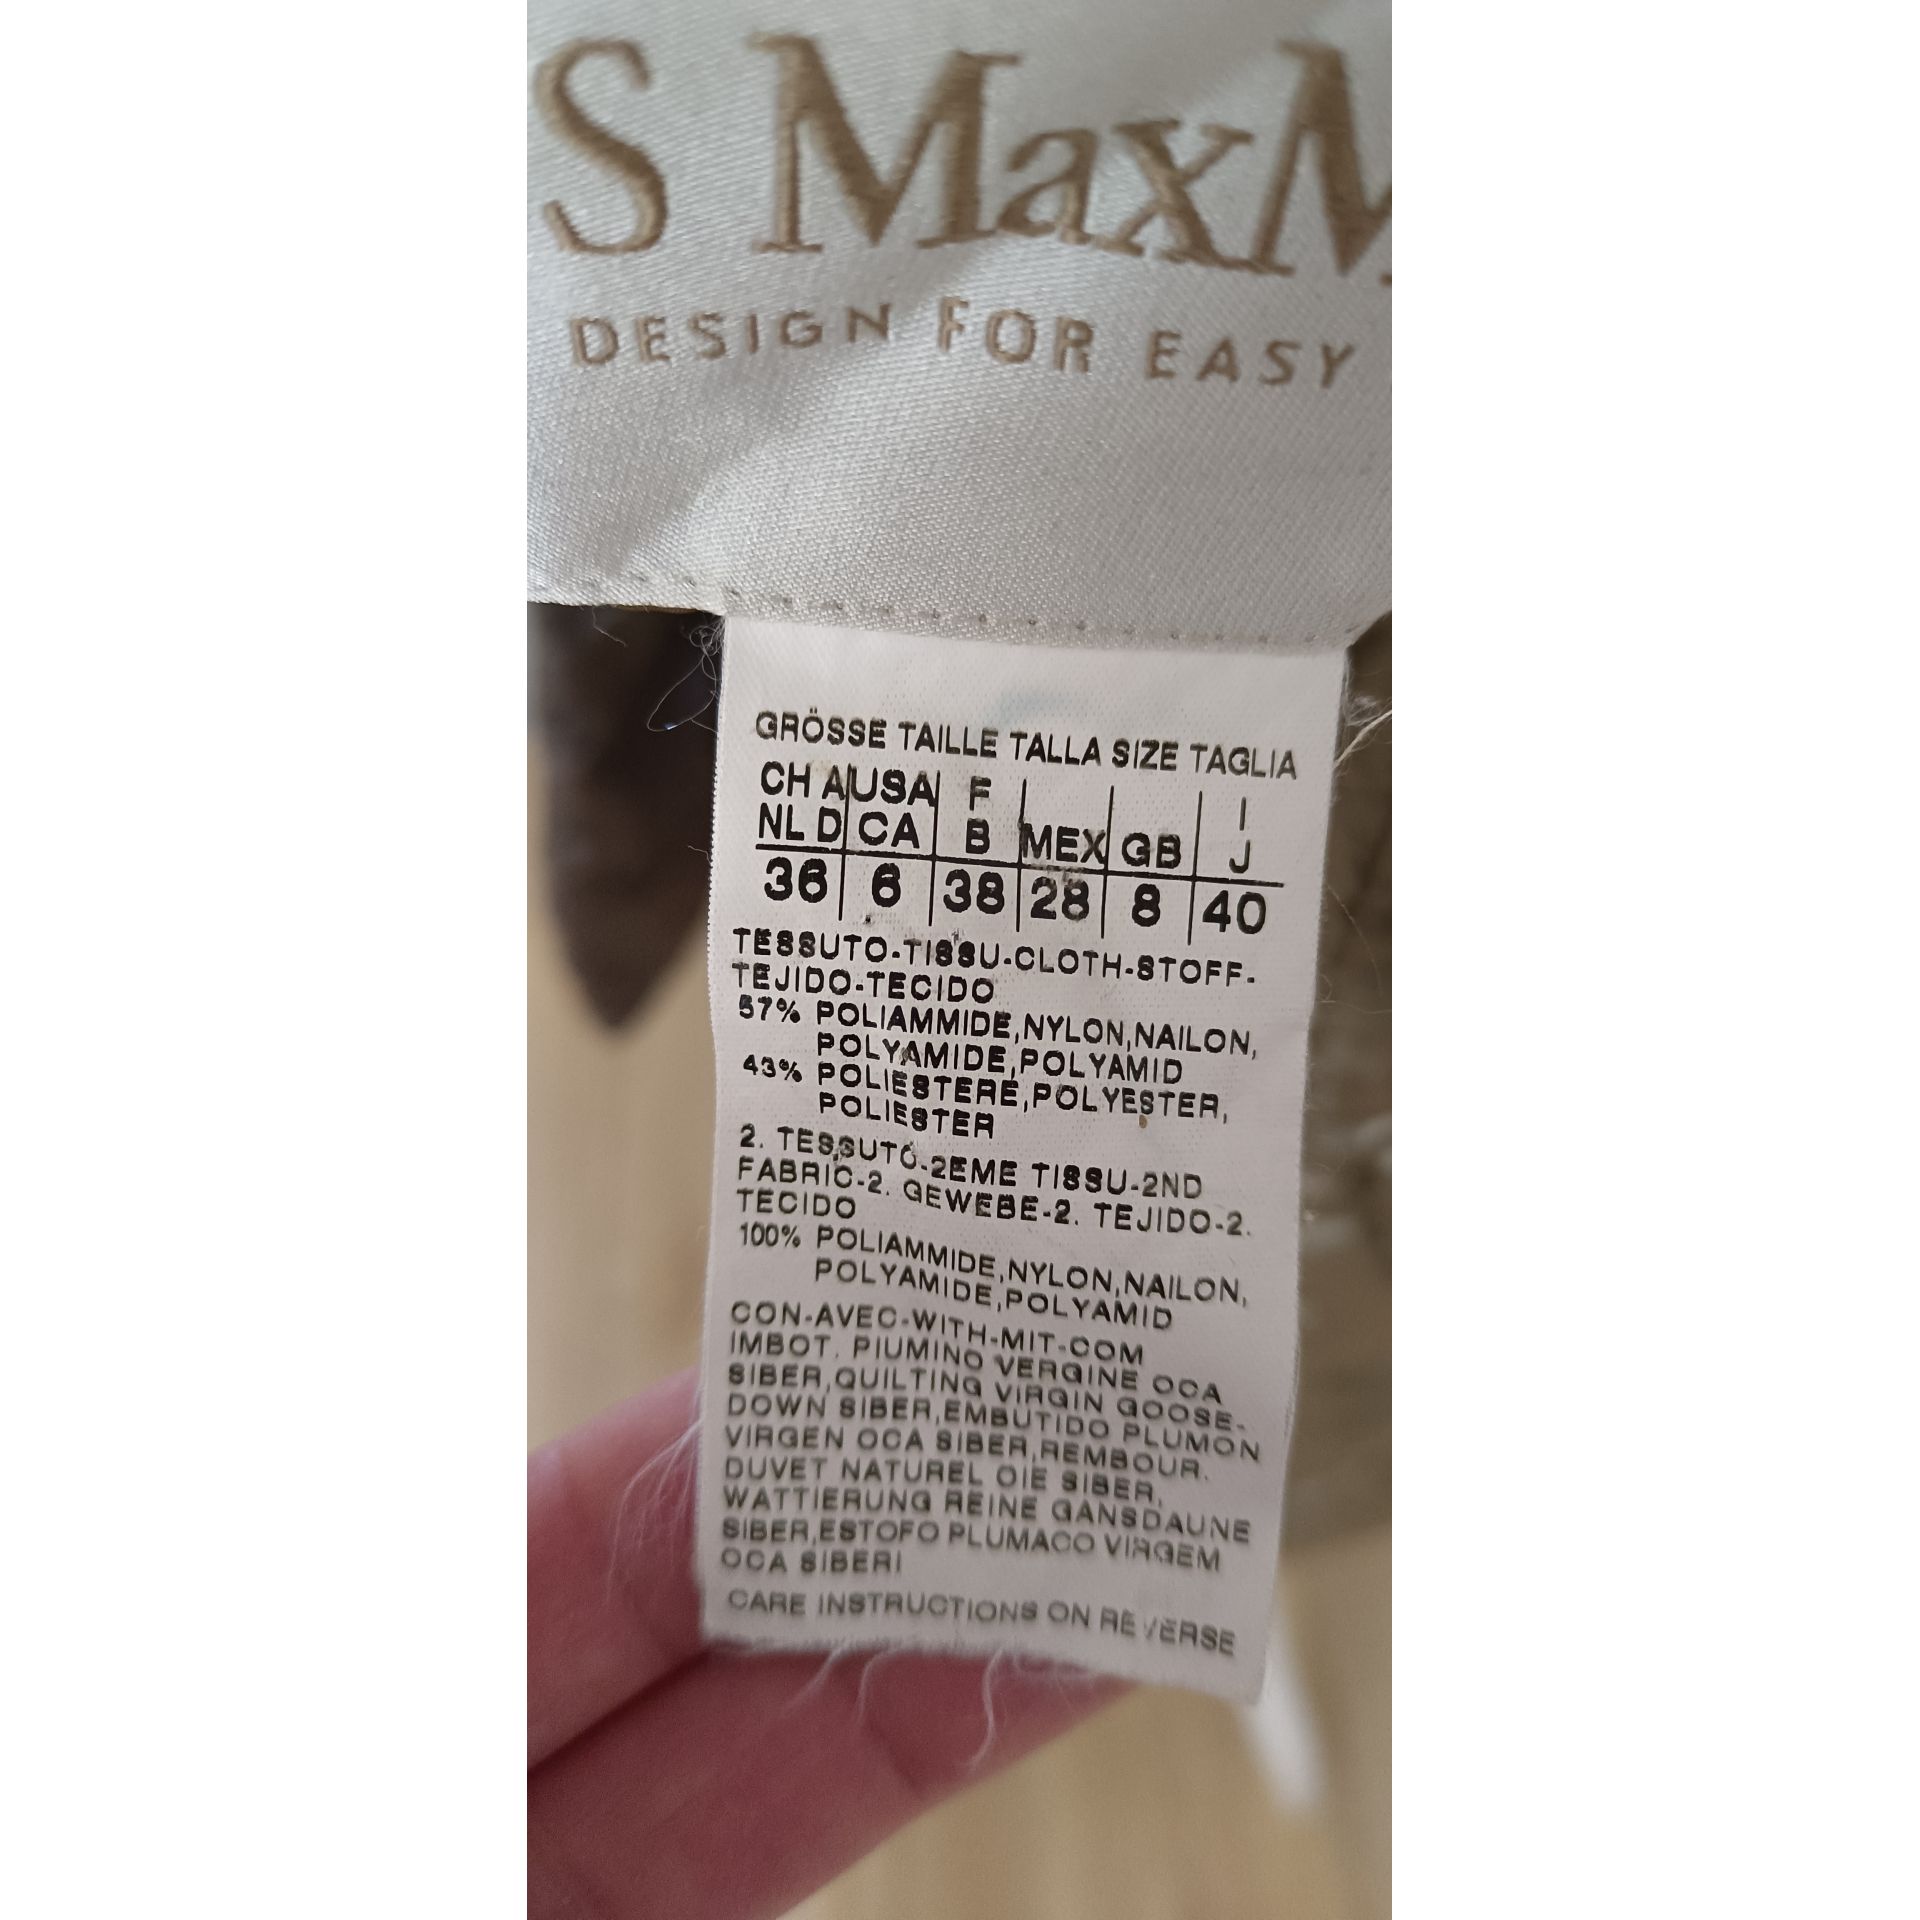 S MaxM
DESIGN FOR EASY
GRÖSSE TAILLE TALLA SIZE TAGLIA
CH A USA F I
NL D CA B MEX GB J
36 6 38 28 8 40
TESSUTO-TISSU-CLOTH-STOFF-
TEJIDO-TECIDO
57% POLIAMMIDE,NYLON,NAILON,
POLYAMIDE,POLYAMID
43% POLIESTERE,POLYESTER,
POLIESTER
2. TESSUTO-2EME TISSU-2ND
FABRIC-2. GEWEBE-2. TEJIDO-2.
TECIDO
100% POLIAMMIDE,NYLON,NAILON,
POLYAMIDE,POLYAMID
CON-AVEC-WITH-MIT-COM
IMBOT. PIUMINO VERGINE OCA
SIBER,QUILTING VIRGIN GOOSE-
DOWN SIBER,EMBUTIDO PLUMON
VIRGEN OCA SIBER,REMBOUR.
DUVET NATUREL OIE SIBER,
WATTIERUNG REINE GANSDAUNE
SIBER,ESTOFO PLUMACO VIRGEM
OCA SIBERI
CARE INSTRUCTIONS ON REVERSE